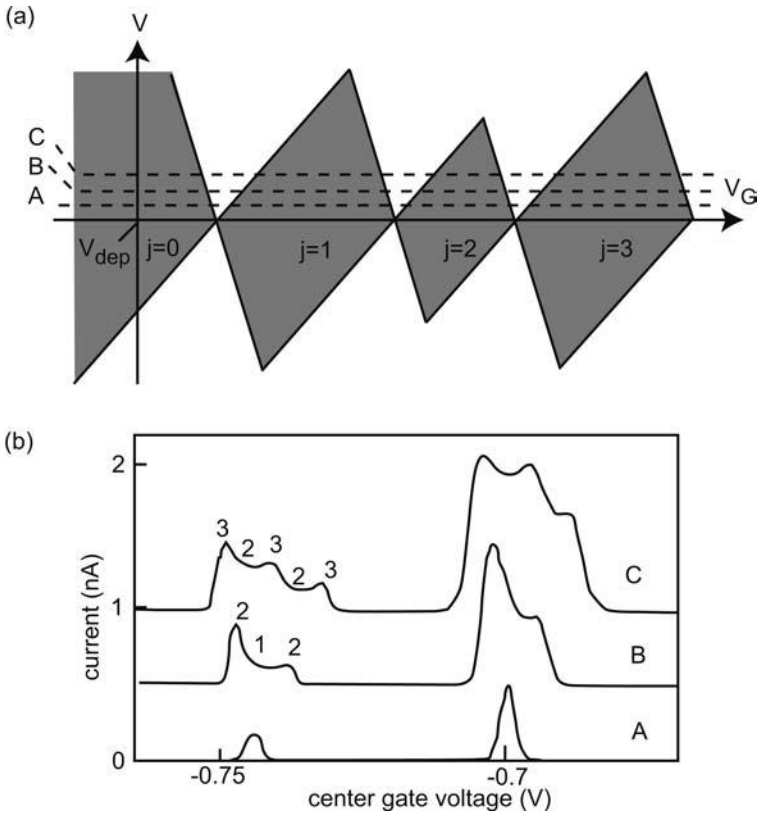 (a)
V
C
B
A
V_G
V_dep
j=0
j=1
j=2
j=3
(b)
2
1
0
current (nA)
3
2
3
2
3
2
1
2
C
B
A
-0.75
-0.7
center gate voltage (V)